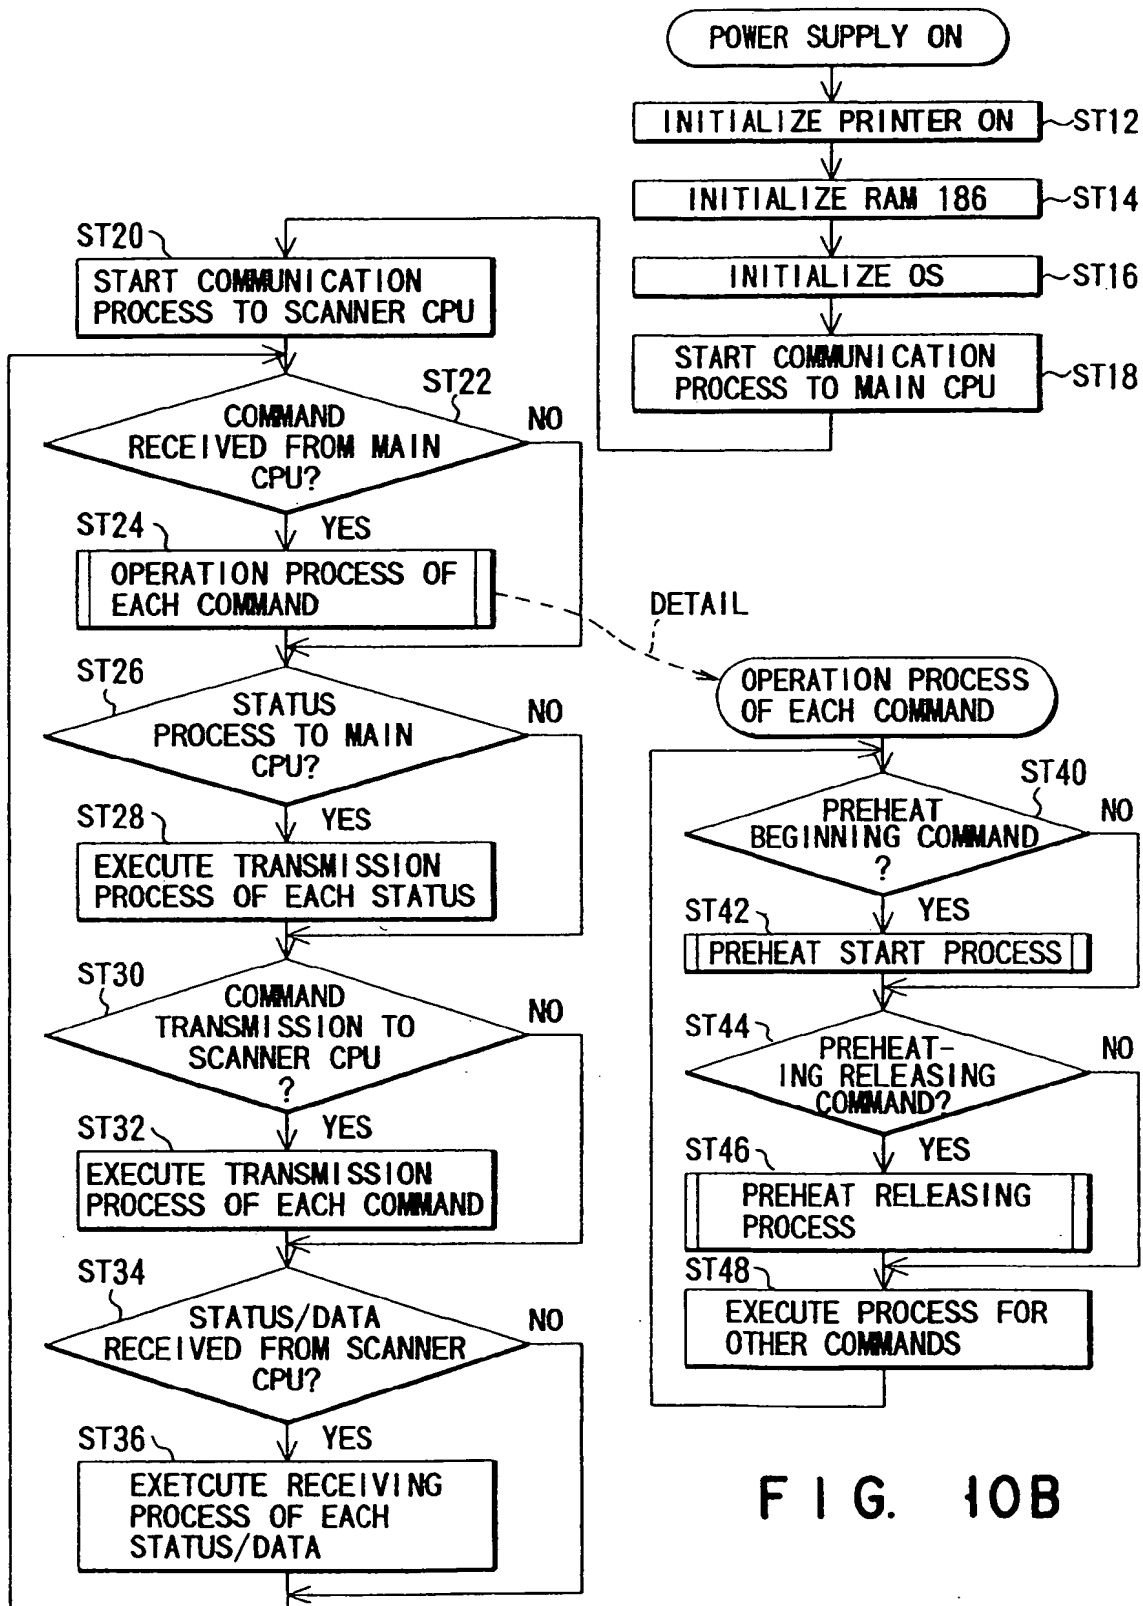 POWER SUPPLY ON
INITIALIZE PRINTER ON
ST12
INITIALIZE RAM 186
ST14
INITIALIZE OS
ST16
START COMMUNICATION
PROCESS TO MAIN CPU
ST18
ST20
START COMMUNICATION
PROCESS TO SCANNER CPU
ST22
COMMAND
RECEIVED FROM MAIN
CPU?
NO
YES
ST24
OPERATION PROCESS OF
EACH COMMAND
DETAIL
ST26
STATUS
PROCESS TO MAIN
CPU?
NO
YES
ST28
EXECUTE TRANSMISSION
PROCESS OF EACH STATUS
ST30
COMMAND
TRANSMISSION TO
SCANNER CPU
?
NO
YES
ST32
EXECUTE TRANSMISSION
PROCESS OF EACH COMMAND
ST34
STATUS/DATA
RECEIVED FROM SCANNER
CPU?
NO
YES
ST36
EXETCUTE RECEIVING
PROCESS OF EACH
STATUS/DATA
OPERATION PROCESS
OF EACH COMMAND
ST40
PREHEAT
BEGINNING COMMAND
?
NO
YES
ST42
PREHEAT START PROCESS
ST44
PREHEAT-
ING RELEASING
COMMAND?
NO
YES
ST46
PREHEAT RELEASING
PROCESS
ST48
EXECUTE PROCESS FOR
OTHER COMMANDS
FIG. 10B